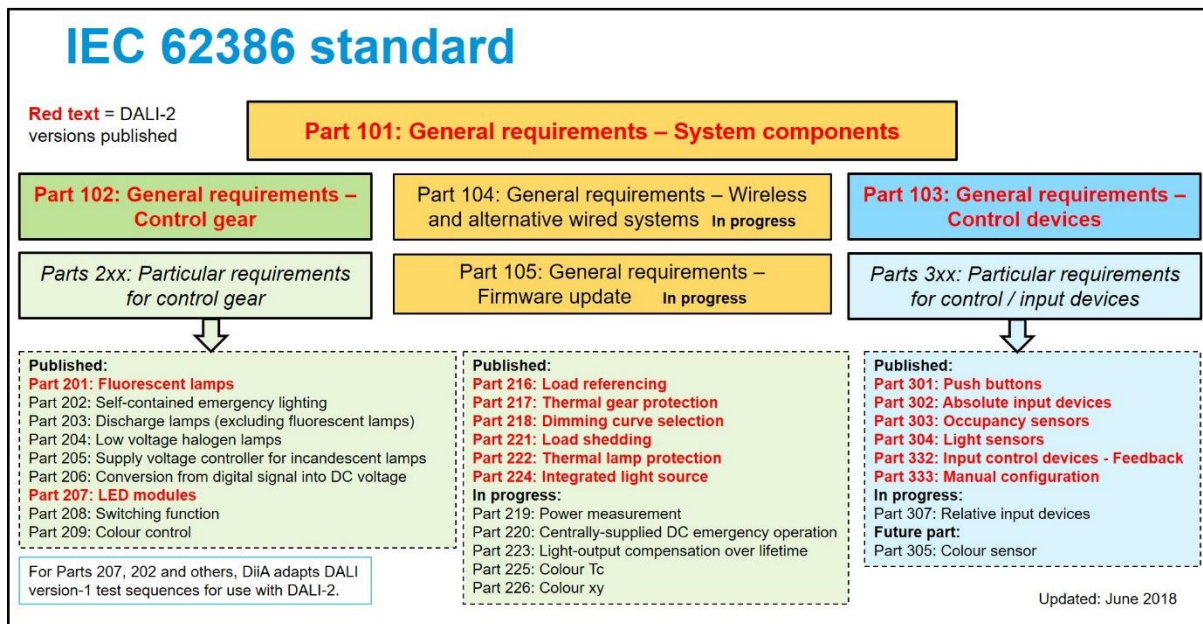 IEC 62386 standard
Red text = DALI-2
versions published
Part 101: General requirements – System components
Part 102: General requirements –
Control gear
Part 104: General requirements – Wireless
and alternative wired systems In progress
Part 103: General requirements –
Control devices
Parts 2xx: Particular requirements
for control gear
Part 105: General requirements –
Firmware update In progress
Parts 3xx: Particular requirements
for control / input devices
Published:
Part 201: Fluorescent lamps
Part 202: Self-contained emergency lighting
Part 203: Discharge lamps (excluding fluorescent lamps)
Part 204: Low voltage halogen lamps
Part 205: Supply voltage controller for incandescent lamps
Part 206: Conversion from digital signal into DC voltage
Part 207: LED modules
Part 208: Switching function
Part 209: Colour control
Published:
Part 216: Load referencing
Part 217: Thermal gear protection
Part 218: Dimming curve selection
Part 221: Load shedding
Part 222: Thermal lamp protection
Part 224: Integrated light source
In progress:
Part 219: Power measurement
Part 220: Centrally-supplied DC emergency operation
Part 223: Light-output compensation over lifetime
Part 225: Colour Tc
Part 226: Colour xy
Published:
Part 301: Push buttons
Part 302: Absolute input devices
Part 303: Occupancy sensors
Part 304: Light sensors
Part 332: Input control devices - Feedback
Part 333: Manual configuration
In progress:
Part 307: Relative input devices
Future part:
Part 305: Colour sensor
For Parts 207, 202 and others, DiiA adapts DALI
version-1 test sequences for use with DALI-2.
Updated: June 2018